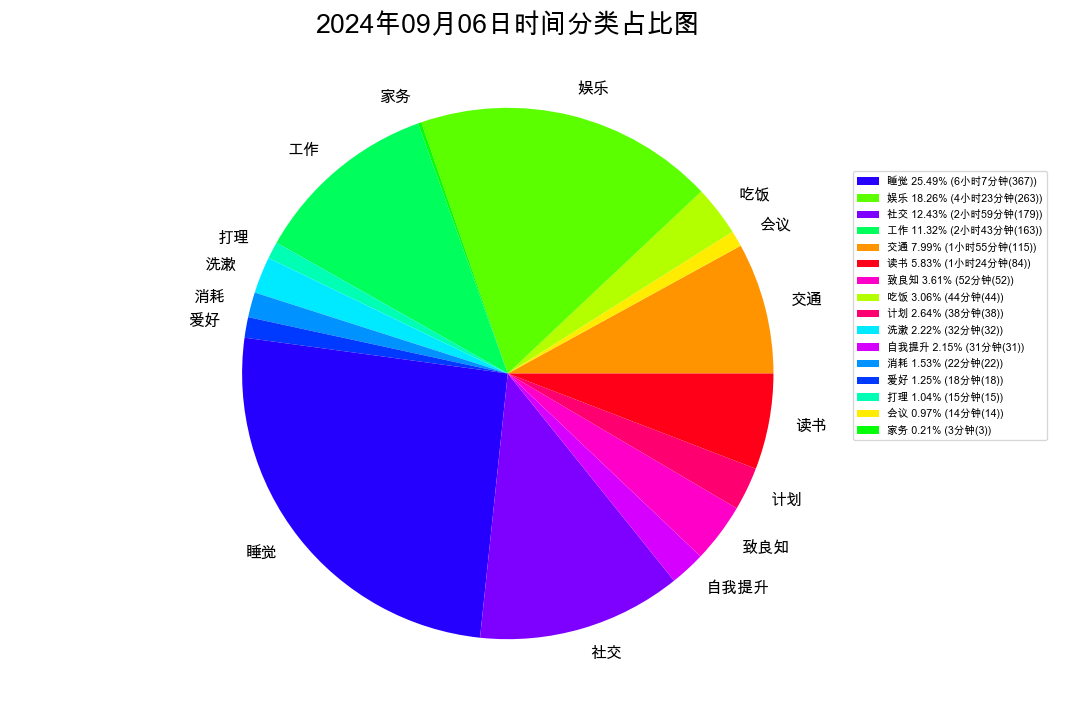 2024年09月06日时间分类占比图
娱乐
家务
工作
吃饭
会议
打理
洗漱
消耗
交通
爱好
读书
计划
致良知
睡觉
自我提升
社交
睡觉 25.49% (6小时7分钟(367))
娱乐 18.26% (4小时23分钟(263))
社交 12.43% (2小时59分钟(179))
工作 11.32% (2小时43分钟(163))
交通 7.99% (1小时55分钟(115))
读书 5.83% (1小时24分钟(84))
致良知 3.61% (52分钟(52))
吃饭 3.06% (44分钟(44))
计划 2.64% (38分钟(38))
洗漱 2.22% (32分钟(32))
自我提升 2.15% (31分钟(31))
消耗 1.53% (22分钟(22))
爱好 1.25% (18分钟(18))
打理 1.04% (15分钟(15))
会议 0.97% (14分钟(14))
家务 0.21% (3分钟(3))